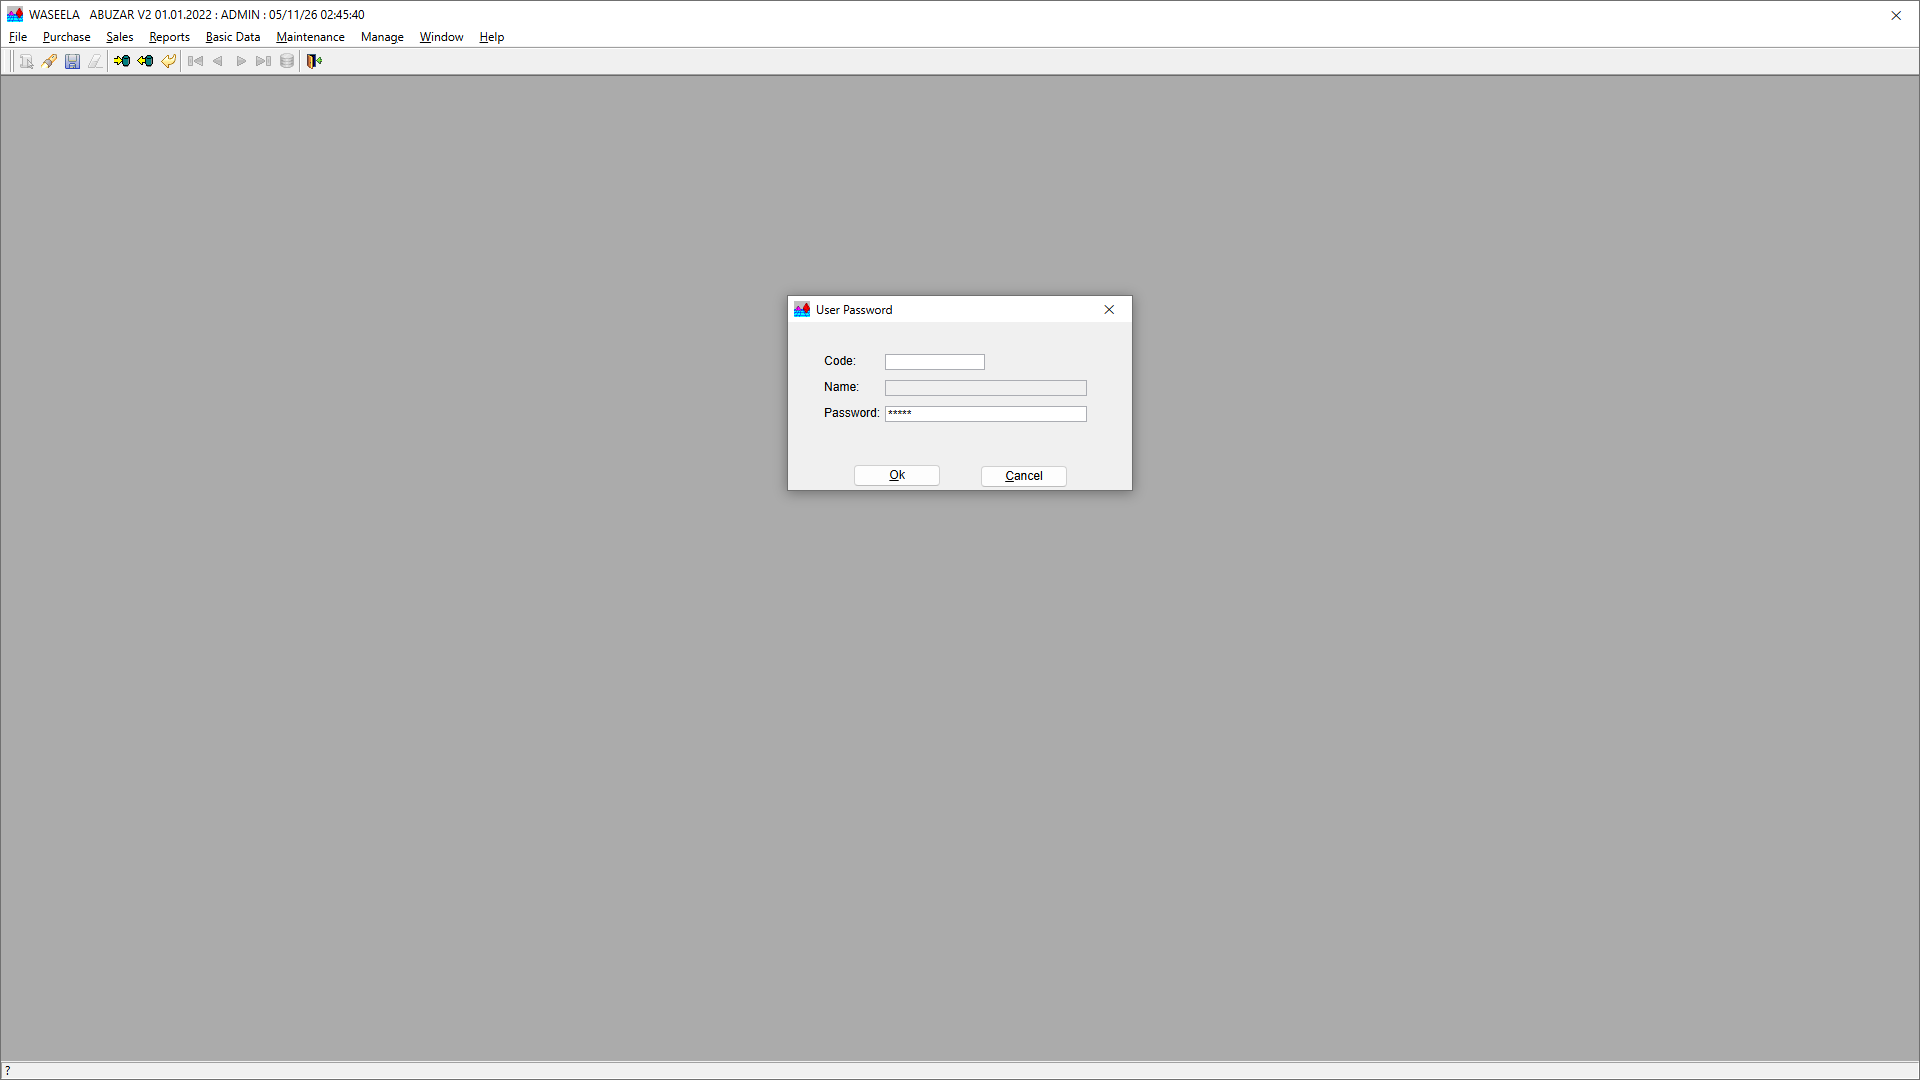 WASEELA ABUZAR V2 01.01.2022 : ADMIN : 05/11/26 02:45:40
File Purchase Sales Reports Basic Data Maintenance Manage Window Help
User Password
Code:
Name:
Password: *****
Ok Cancel
?